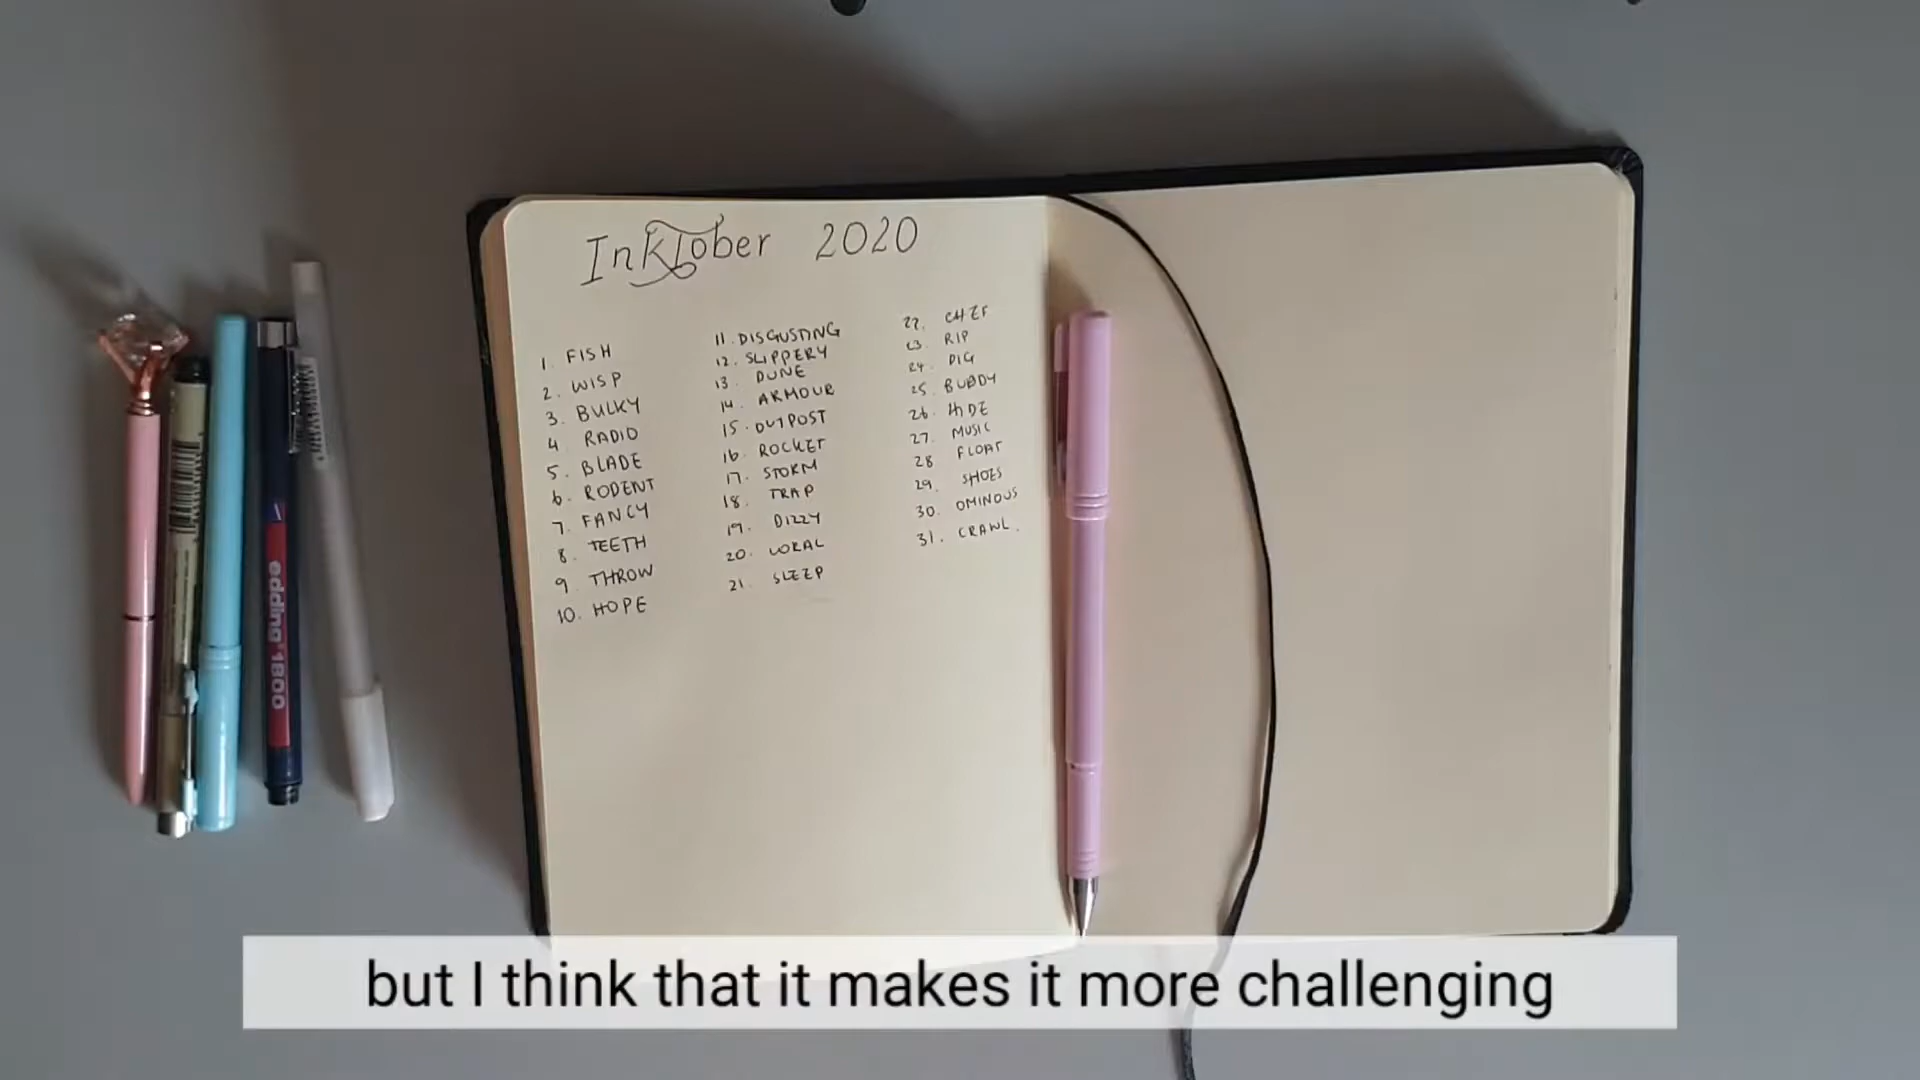 InkTober 2020
1. FISH
2. WISP
3. BULKY
4 RADIO
5. BLADE
6. RODENT
7. FANCY
8. TEETH
9 THROW
10. HOPE
11. DISGUSTING
12. SLIPPERY
13. DUNE
14. ARMOUR
15. OUTPOST
16. ROCKET
17. STORM
18. TRAP
19. DIZZY
20. CORAL
21. SLEEP
22. CHEF
23. RIP
24. DIG
25. BUDDY
26. HIDE
27. MUSIC
28 FLOAT
29. SHOES
30. OMINOUS
31. CRAWL.
edding 1800
but I think that it makes it more challenging